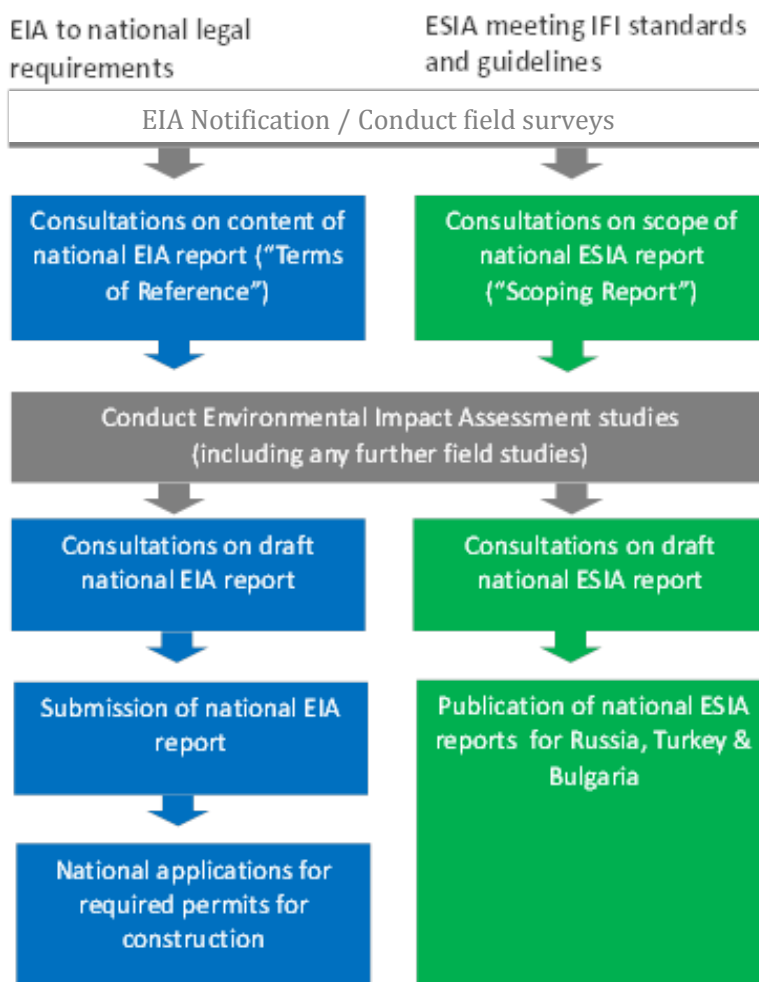 EIA to national legal
requirements
ESIA meeting IFI standards
and guidelines
EIA Notification / Conduct field surveys
Consultations on content of
national EIA report (“Terms
of Reference”)
Consultations on scope of
national ESIA report
(“Scoping Report”)
Conduct Environmental Impact Assessment studies
(including any further field studies)
Consultations on draft
national EIA report
Consultations on draft
national ESIA report
Submission of national EIA
report
Publication of national ESIA
reports for Russia, Turkey &
Bulgaria
National applications for
required permits for
construction